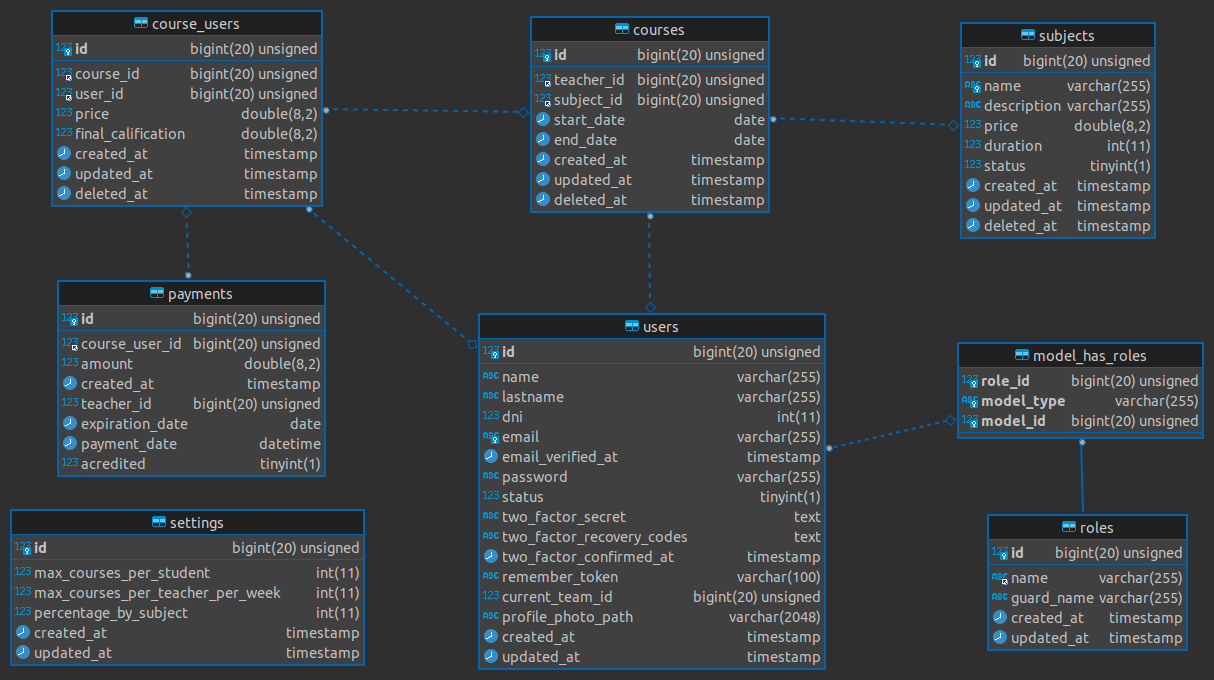 course_users
id bigint(20) unsigned
course_id bigint(20) unsigned
user_id bigint(20) unsigned
price double(8,2)
final_calification double(8,2)
created_at timestamp
updated_at timestamp
deleted_at timestamp
courses
id bigint(20) unsigned
teacher_id bigint(20) unsigned
subject_id bigint(20) unsigned
start_date date
end_date date
created_at timestamp
updated_at timestamp
deleted_at timestamp
subjects
id bigint(20) unsigned
name varchar(255)
description varchar(255)
price double(8,2)
duration int(11)
status tinyint(1)
created_at timestamp
updated_at timestamp
deleted_at timestamp
payments
id bigint(20) unsigned
course_user_id bigint(20) unsigned
amount double(8,2)
created_at timestamp
teacher_id bigint(20) unsigned
expiration_date date
payment_date datetime
acredited tinyint(1)
users
id bigint(20) unsigned
name varchar(255)
lastname varchar(255)
dni int(11)
email varchar(255)
email_verified_at timestamp
password varchar(255)
status tinyint(1)
two_factor_secret text
two_factor_recovery_codes text
two_factor_confirmed_at timestamp
remember_token varchar(100)
current_team_id bigint(20) unsigned
profile_photo_path varchar(2048)
created_at timestamp
updated_at timestamp
model_has_roles
role_id bigint(20) unsigned
model_type varchar(255)
model_id bigint(20) unsigned
settings
id bigint(20) unsigned
max_courses_per_student int(11)
max_courses_per_teacher_per_week int(11)
percentage_by_subject int(11)
created_at timestamp
updated_at timestamp
roles
id bigint(20) unsigned
name varchar(255)
guard_name varchar(255)
created_at timestamp
updated_at timestamp